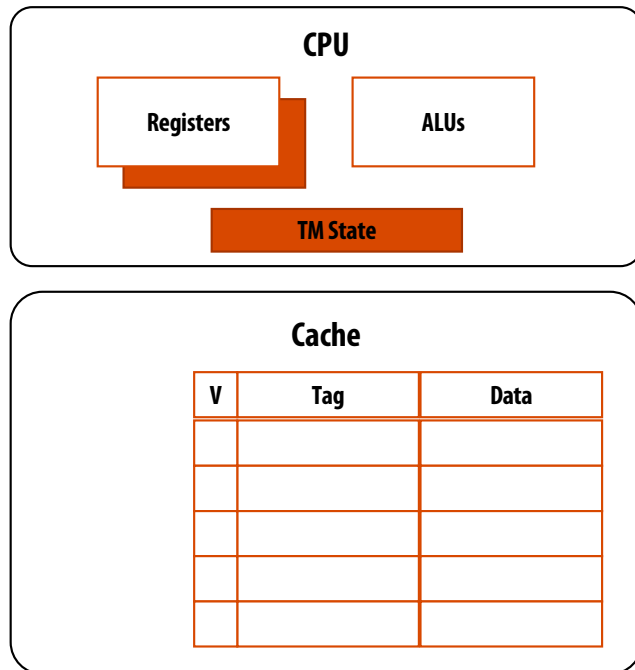 CPU
Registers
ALUs
TM State
Cache
V Tag Data